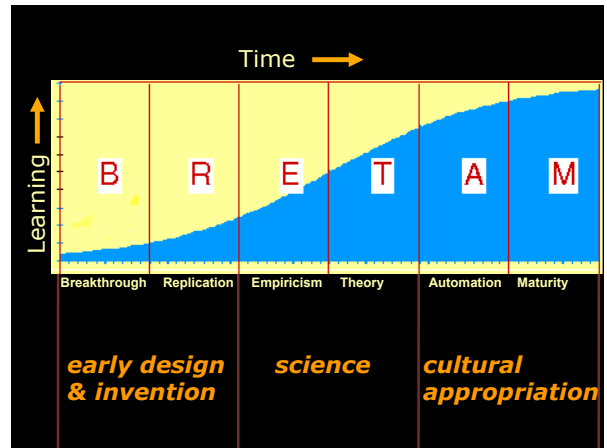 Time
Learning
B R E T A M
Breakthrough Replication Empiricism Theory Automation Maturity
early design science cultural
& invention appropriation